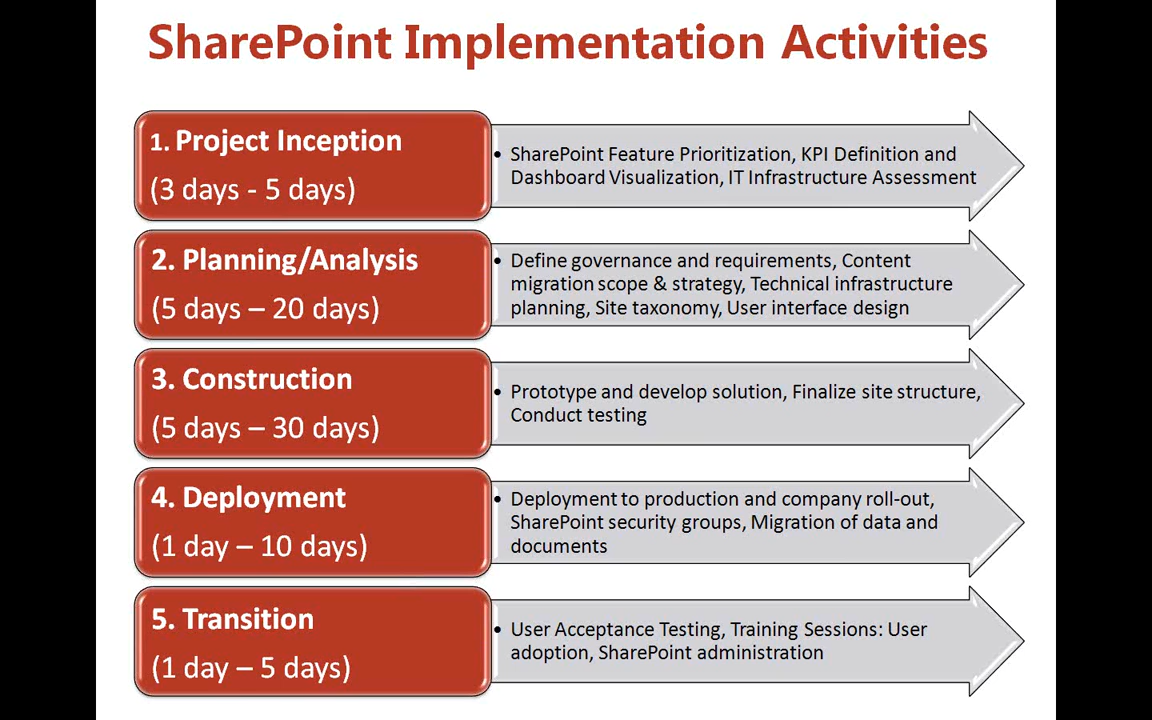 SharePoint Implementation Activities
1. Project Inception
(3 days - 5 days)
• SharePoint Feature Prioritization, KPI Definition and
Dashboard Visualization, IT Infrastructure Assessment
2. Planning/Analysis
(5 days – 20 days)
• Define governance and requirements, Content
migration scope & strategy, Technical infrastructure
planning, Site taxonomy, User interface design
3. Construction
(5 days – 30 days)
• Prototype and develop solution, Finalize site structure,
Conduct testing
4. Deployment
(1 day – 10 days)
• Deployment to production and company roll-out,
SharePoint security groups, Migration of data and
documents
5. Transition
(1 day – 5 days)
• User Acceptance Testing, Training Sessions: User
adoption, SharePoint administration